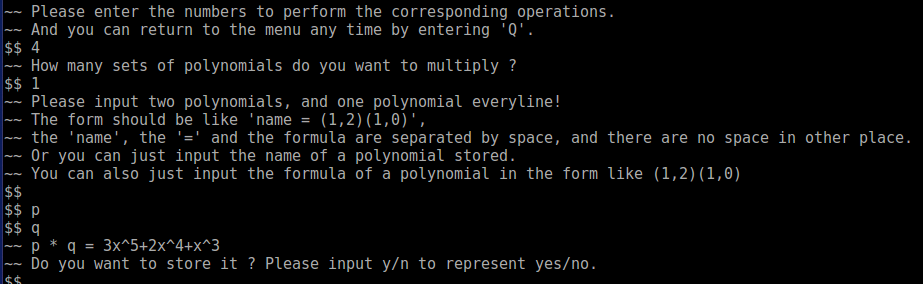 ~~ Please enter the numbers to perform the corresponding operations.
~~ And you can return to the menu any time by entering 'Q'.
$$ 4
~~ How many sets of polynomials do you want to multiply ?
$$ 1
~~ Please input two polynomials, and one polynomial everyline!
~~ The form should be like 'name = (1,2)(1,0)',
~~ the 'name', the '=' and the formula are separated by space, and there are no space in other place.
~~ Or you can just input the name of a polynomial stored.
~~ You can also just input the formula of a polynomial in the form like (1,2)(1,0)
$$
$$ p
$$ q
~~ p * q = 3x^5+2x^4+x^3
~~ Do you want to store it ? Please input y/n to represent yes/no.
$$